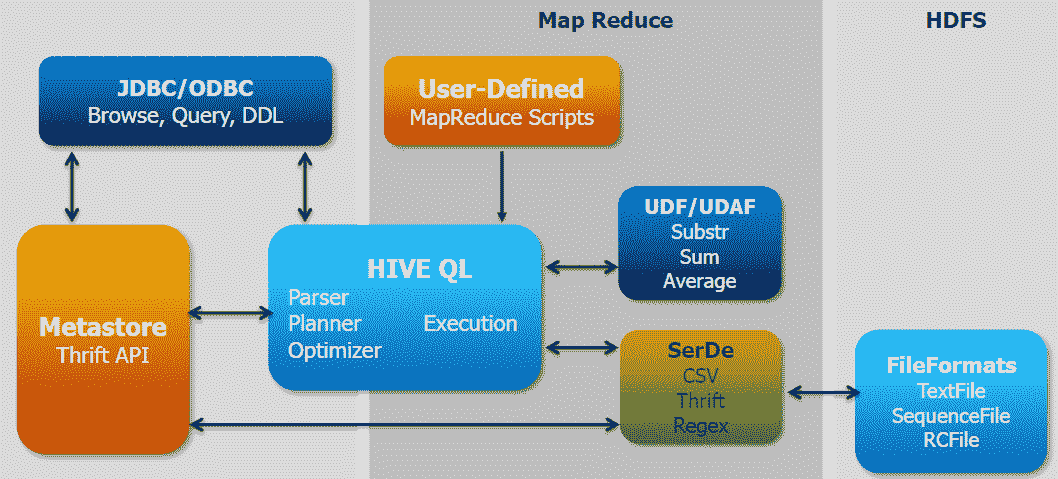 Map Reduce
HDFS
JDBC/ODBC
Browse, Query, DDL
User-Defined
MapReduce Scripts
UDF/UDAF
Substr
Sum
Average
HIVE QL
Parser
Planner
Execution
Optimizer
Metastore
Thrift API
SerDe
CSV
Thrift
Regex
FileFormats
TextFile
SequenceFile
RCFile